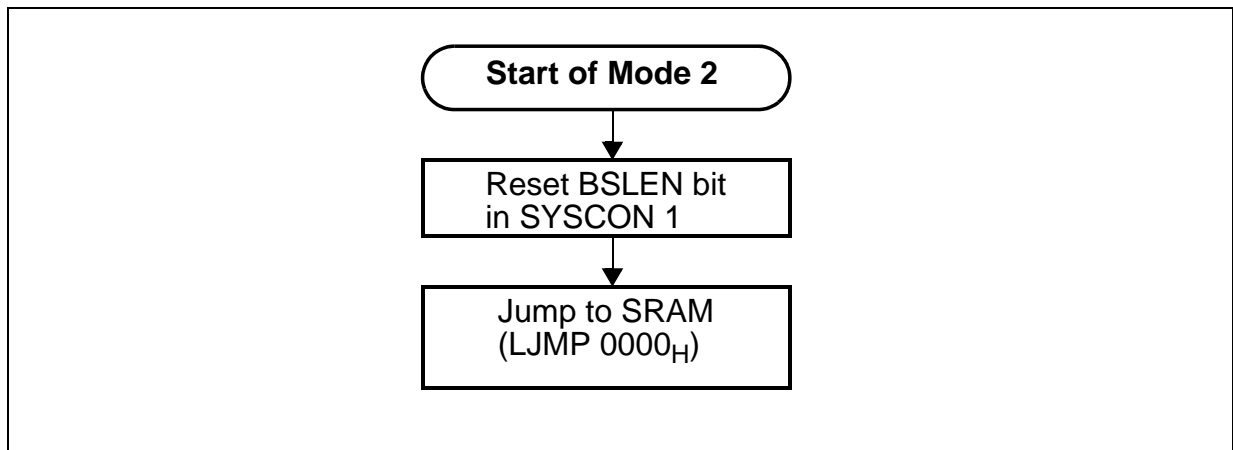 Start of Mode 2
Reset BSLEN bit
in SYSCON 1
Jump to SRAM
(LJMP 0000H)